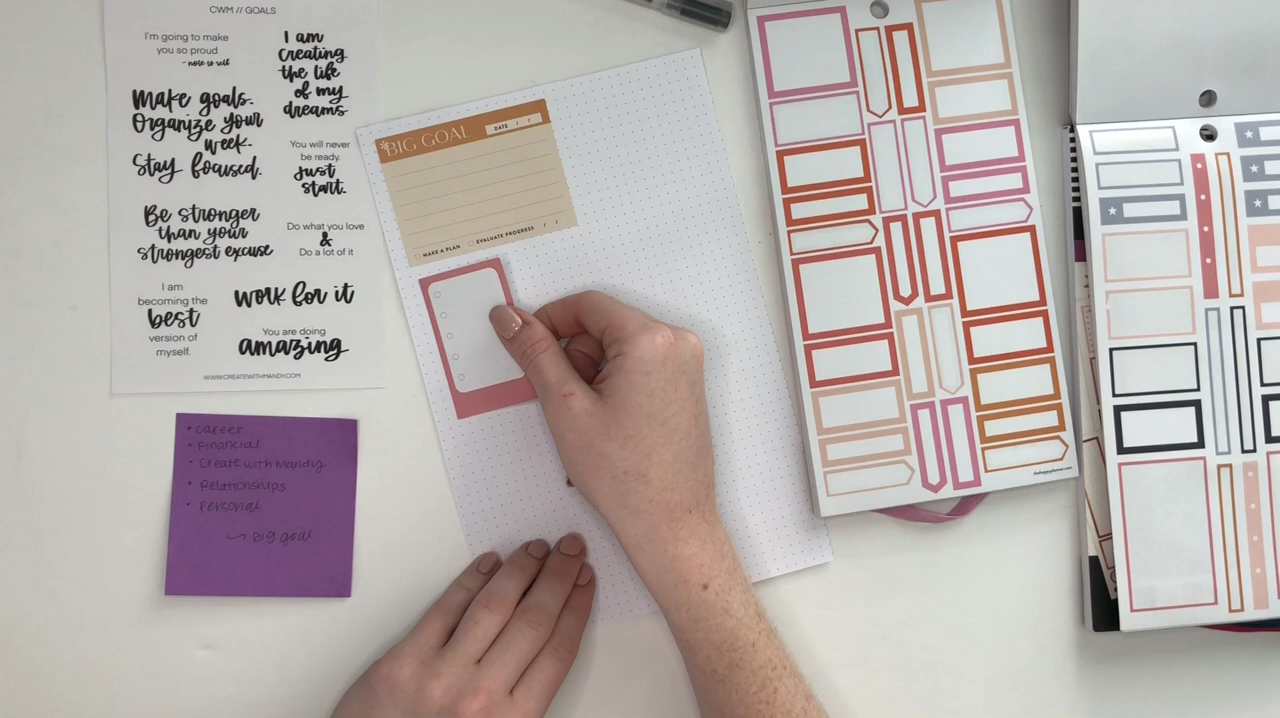 CWM // GOALS
I'm going to make
you so proud
- note to self
I am
creating
the life
of my
dreams.
Make goals.
Organize your
week.
Stay focused.
You will never
be ready.
Just
start.
Be stronger
than your
strongest excuse
Do what you love
&
Do a lot of it
I am
becoming the
best
version of
myself.
work for it
You are doing
amazing
WWW.CREATEWITHMANDY.COM
BIG GOAL
DATE / /
MAKE A PLAN
EVALUATE PROGRESS / /
• Career
• Financial
• Create with Mandy
• Relationships
• Personal
Big goal
thehappyplanner.com